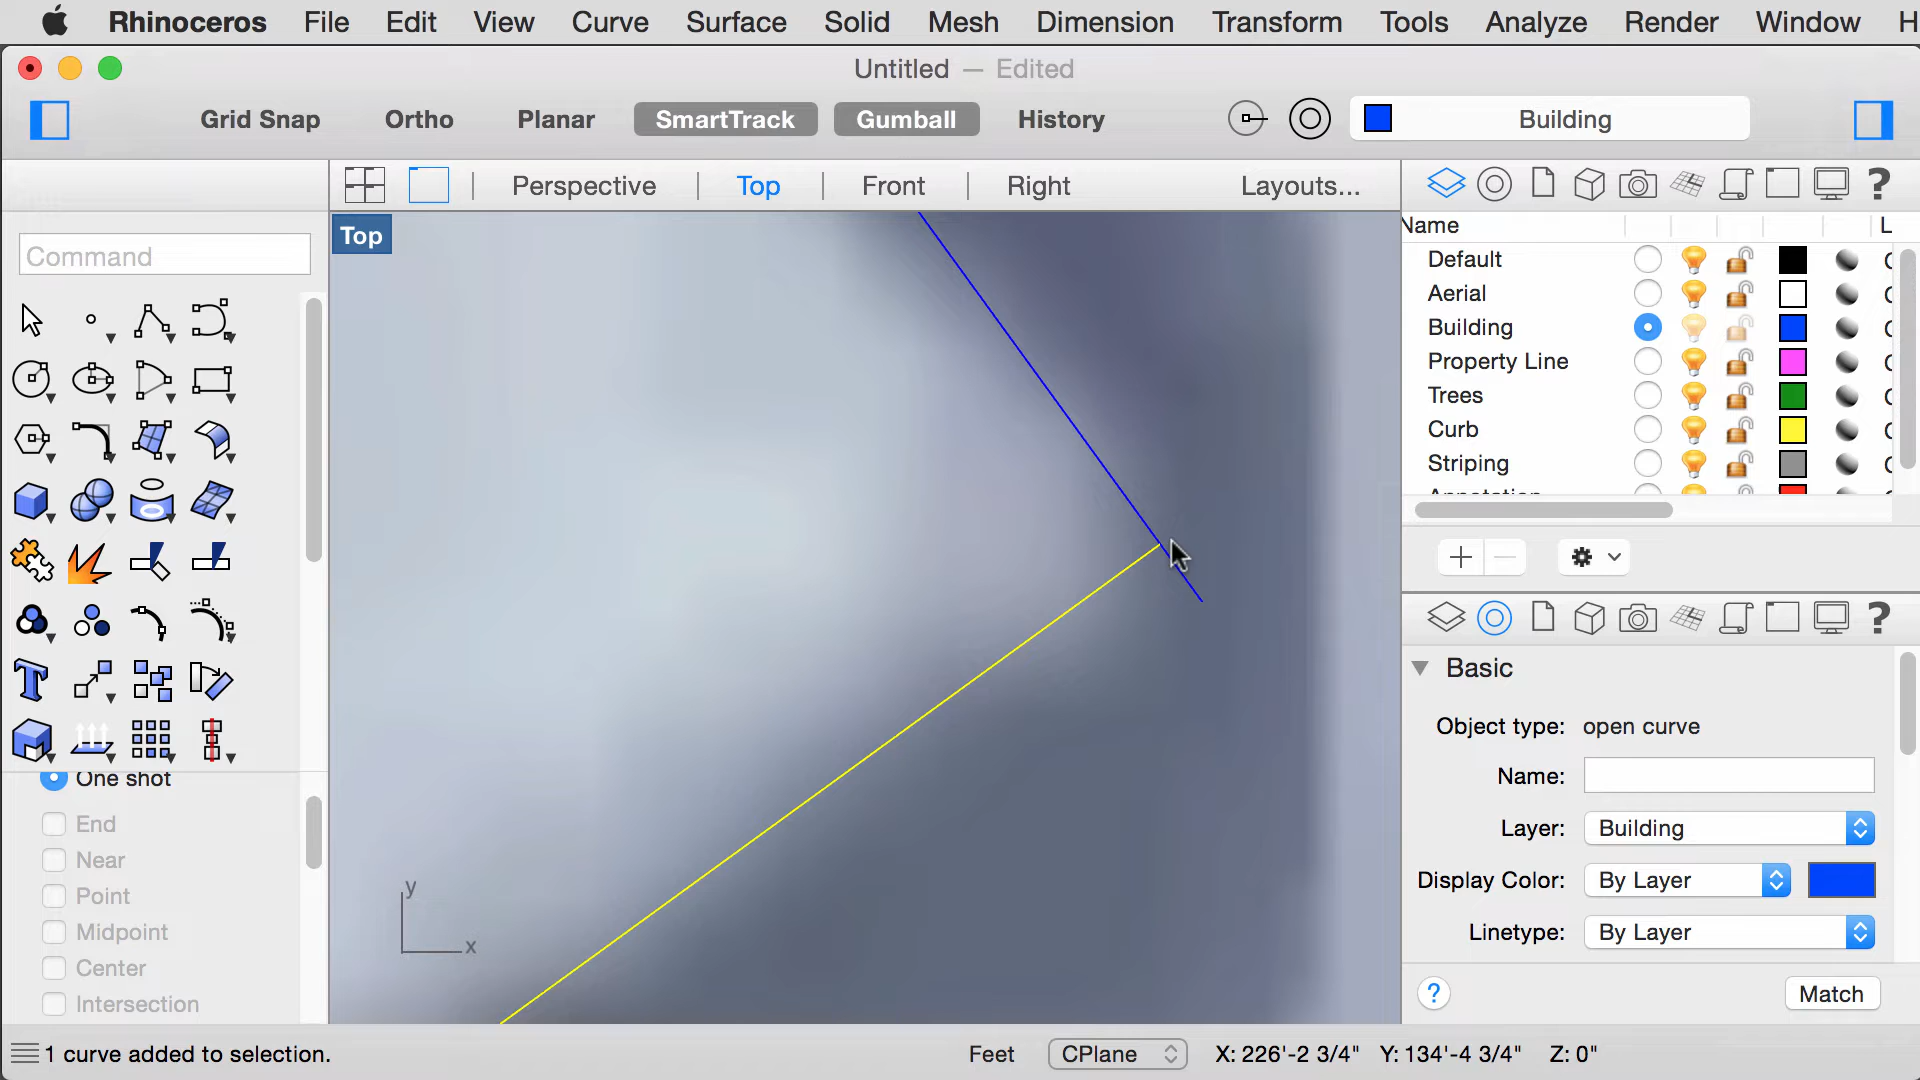 Rhinoceros File Edit View Curve Surface Solid Mesh Dimension Transform Tools Analyze Render Window H
Untitled — Edited
Grid Snap Ortho Planar SmartTrack Gumball History Building
Perspective Top Front Right Layouts...
Top
Command
Name L
Default
Aerial
Building
Property Line
Trees
Curb
Striping
Annotation
Basic
Object type: open curve
Name:
Layer: Building
Display Color: By Layer
Linetype: By Layer
? Match
One shot
End
Near
Point
Midpoint
Center
Intersection
y
x
1 curve added to selection. Feet CPlane X: 226'-2 3/4" Y: 134'-4 3/4" Z: 0"